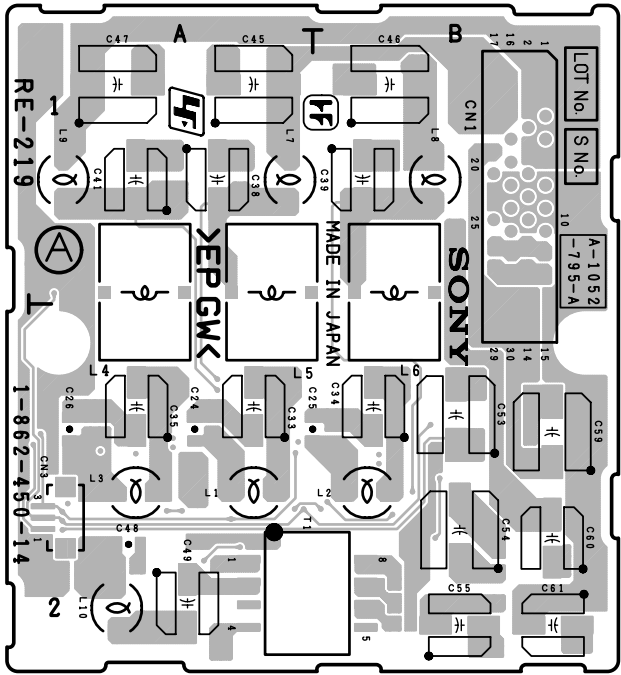 C47
A
C45
T
C46
B
17
16
2
1
LOT No.
RE-219
1
L9
L7
L8
CN1
S No.
20
C41
C38
C39
25
10
A
>EP GW<
MADE IN JAPAN
SONY
A-1052
-795-A
T
29
30
14
15
L4
L5
L6
C26
C35
C24
C33
C25
C34
C53
C59
1-862-450-14
CN3
3
1
L3
L1
L2
T1
C48
C49
C54
C60
1
8
L10
2
4
5
C55
C61